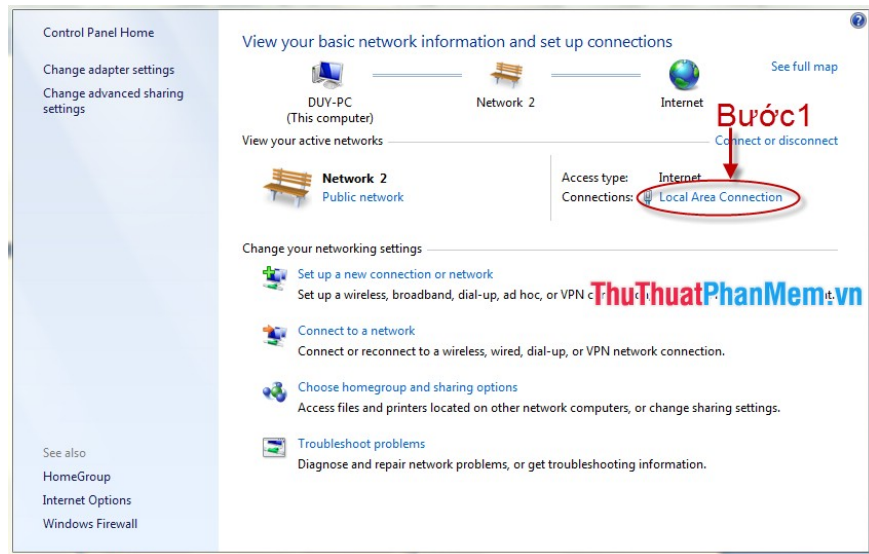 Control Panel Home
Change adapter settings
Change advanced sharing
settings
View your basic network information and set up connections
See full map
DUY-PC
(This computer)
Network 2
Internet
Bước1
View your active networks
Connect or disconnect
Network 2
Public network
Access type: Internet
Connections: Local Area Connection
Change your networking settings
Set up a new connection or network
Set up a wireless, broadband, dial-up, ad hoc, or VPN
ThuThuatPhanMem.vn
Connect to a network
Connect or reconnect to a wireless, wired, dial-up, or VPN network connection.
Choose homegroup and sharing options
Access files and printers located on other network computers, or change sharing settings.
Troubleshoot problems
Diagnose and repair network problems, or get troubleshooting information.
See also
HomeGroup
Internet Options
Windows Firewall